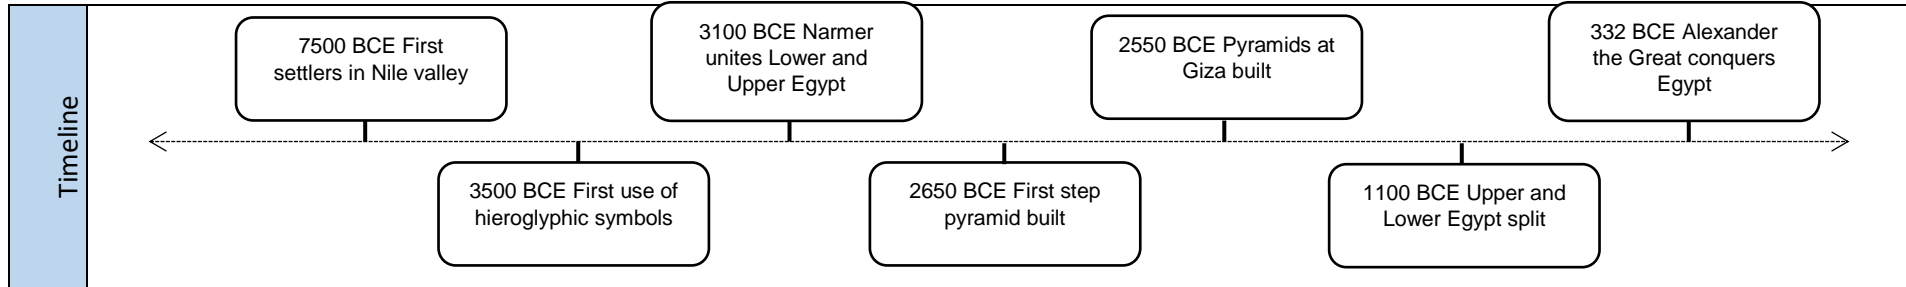 Timeline
7500 BCE First
settlers in Nile valley
3500 BCE First use of
hieroglyphic symbols
3100 BCE Narmer
unites Lower and
Upper Egypt
2650 BCE First step
pyramid built
2550 BCE Pyramids at
Giza built
1100 BCE Upper and
Lower Egypt split
332 BCE Alexander
the Great conquers
Egypt